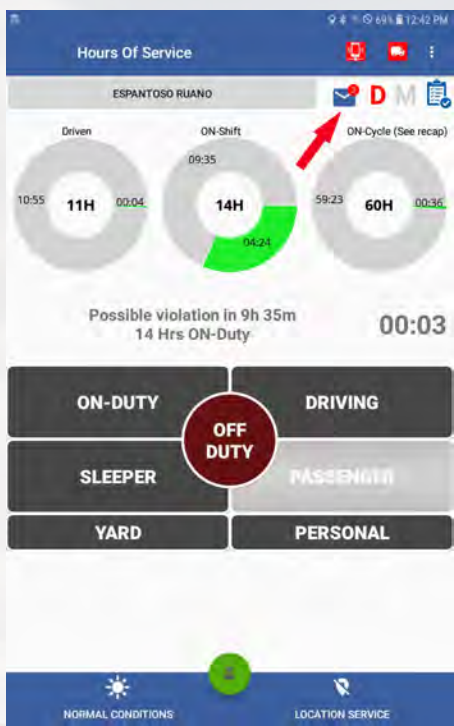 69% 12:42 PM
Hours Of Service
ESPANTOSO RUANO
D M
Driven
ON-Shift
ON-Cycle (See recap)
09:35
10:55
11H
00:04
14H
59:23
60H
00:36
04:24
Possible violation in 9h 35m
14 Hrs ON-Duty
00:03
ON-DUTY
DRIVING
OFF
DUTY
SLEEPER
PASSENGER
YARD
PERSONAL
NORMAL CONDITIONS
LOCATION SERVICE